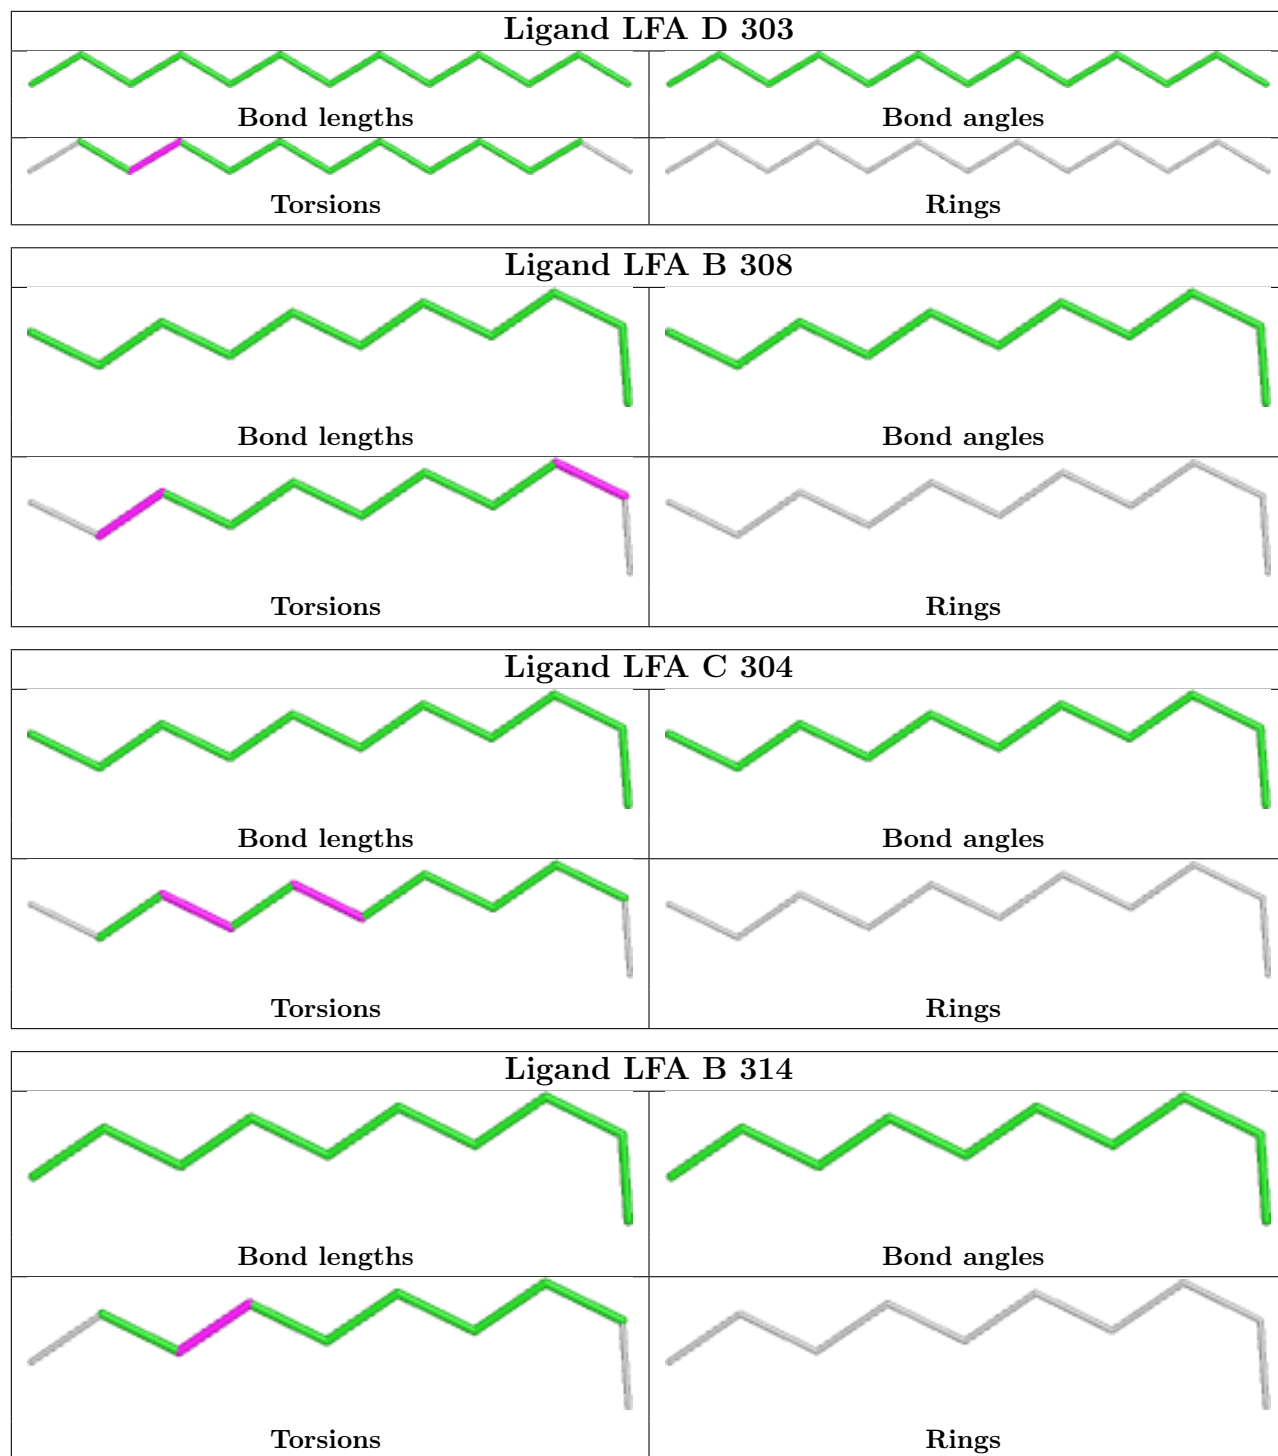 Ligand LFA D 303
Bond lengths
Bond angles
Torsions
Rings
Ligand LFA B 308
Bond lengths
Bond angles
Torsions
Rings
Ligand LFA C 304
Bond lengths
Bond angles
Torsions
Rings
Ligand LFA B 314
Bond lengths
Bond angles
Torsions
Rings